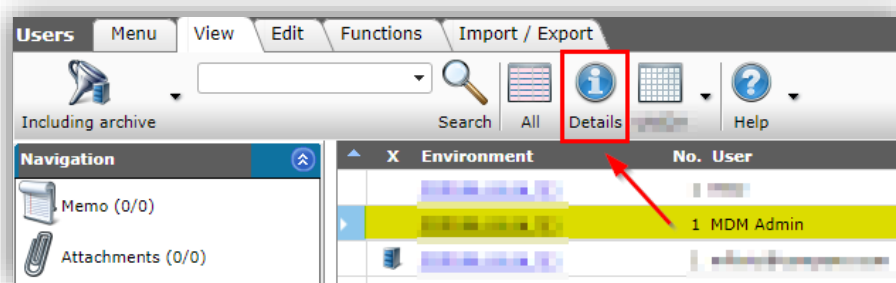 Users Menu View Edit Functions Import / Export
Including archive Search All Details Help
Navigation X Environment No. User
Memo (0/0)
1 MDM Admin
Attachments (0/0)